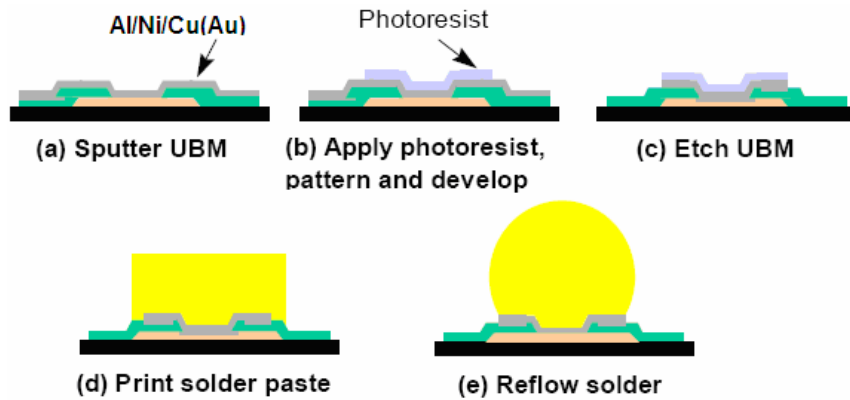 Al/Ni/Cu(Au)
Photoresist
(a) Sputter UBM
(b) Apply photoresist,
pattern and develop
(c) Etch UBM
(d) Print solder paste
(e) Reflow solder